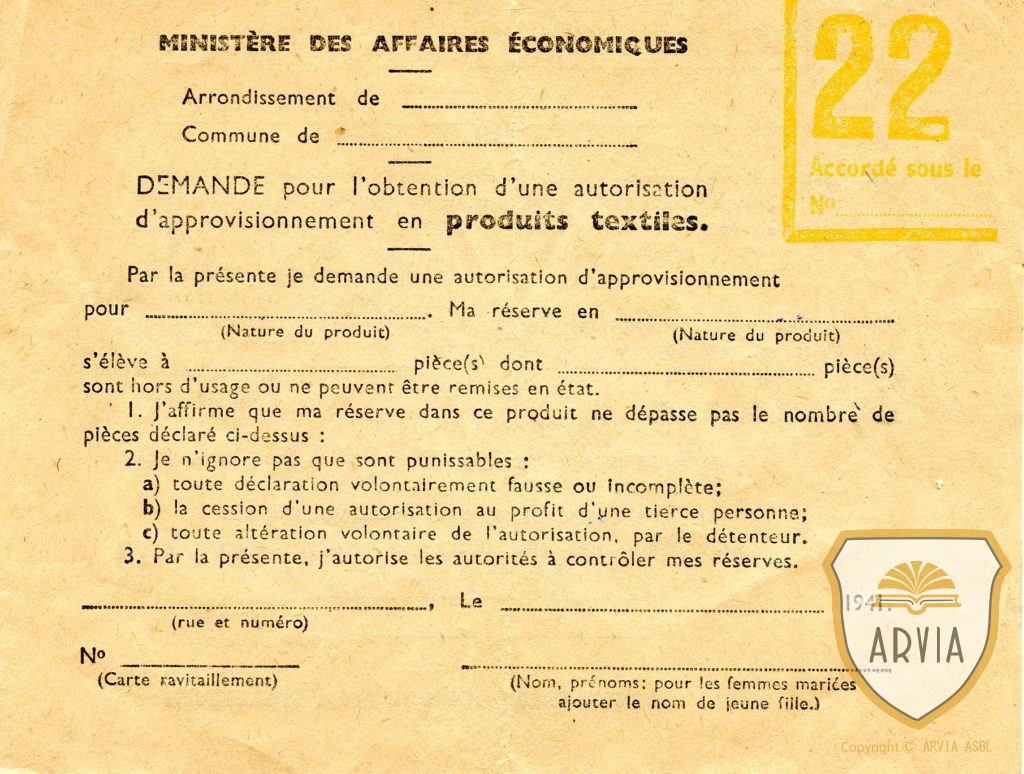 MINISTÈRE DES AFFAIRES ÉCONOMIQUES
22
Arrondissement de
Commune de
Accordé sous le
Nº
DEMANDE pour l'obtention d'une autorisation
d'approvisionnement en produits textiles.
Par la présente je demande une autorisation d'approvisionnement
pour . Ma réserve en
(Nature du produit) (Nature du produit)
s'élève à pièce(s) dont pièce(s)
sont hors d'usage ou ne peuvent être remises en état.
1. J'affirme que ma réserve dans ce produit ne dépasse pas le nombre de
pièces déclaré ci-dessus :
2. Je n'ignore pas que sont punissables :
a) toute déclaration volontairement fausse ou incomplète;
b) la cession d'une autorisation au profit d'une tierce personne;
c) toute altération volontaire de l'autorisation, par le détenteur.
3. Par la présente, j'autorise les autorités à contrôler mes réserves.
, Le 1941.
(rue et numéro)
Nº
(Carte ravitaillement)
(Nom, prénoms; pour les femmes mariées
ajouter le nom de jeune fille.)
ARVIA
Copyright © ARVIA ASBL